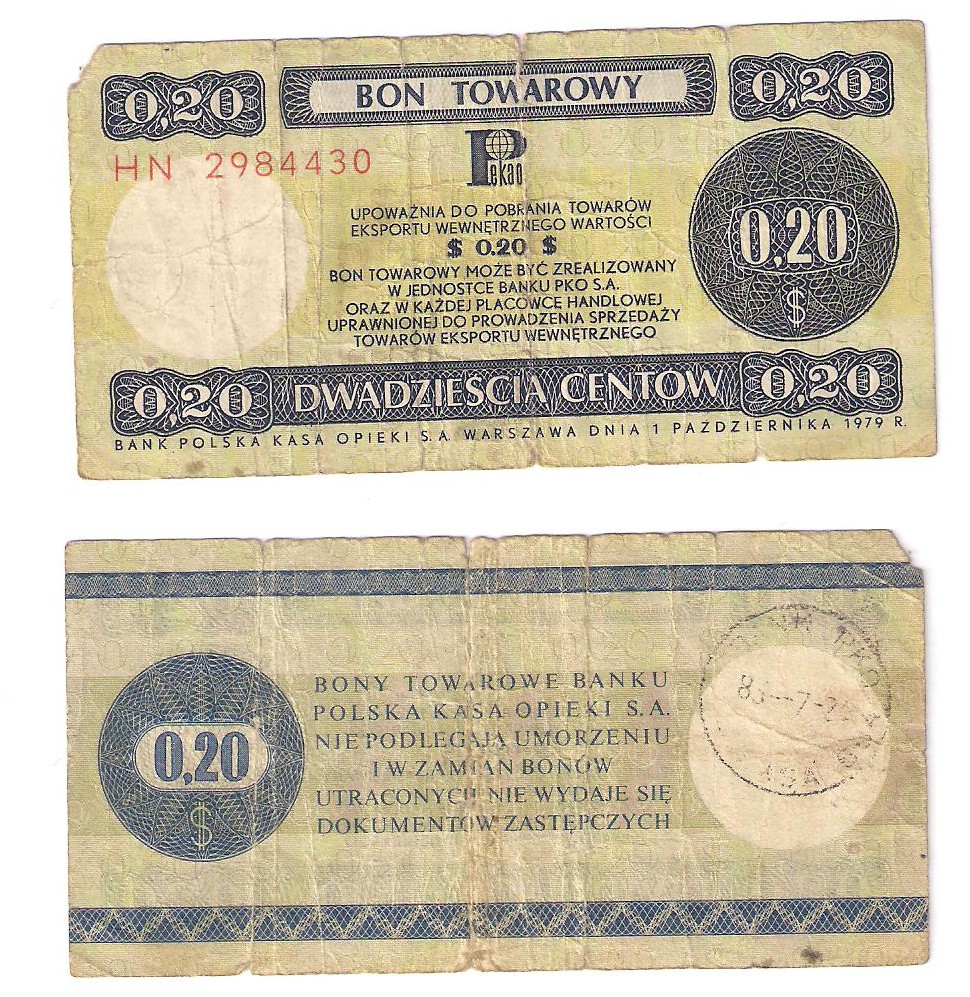 0,20
BON TOWAROWY
0,20
HN 2984430
Pekao
UPOWAŻNIA DO POBRANIA TOWARÓW
EKSPORTU WEWNĘTRZNEGO WARTOŚCI
$ 0.20 $
BON TOWAROWY MOŻE BYĆ ZREALIZOWANY
W JEDNOSTCE BANKU PKO S.A.
ORAZ W KAŻDEJ PLACÓWCE HANDLOWEJ
UPRAWNIONEJ DO PROWADZENIA SPRZEDAŻY
TOWARÓW EKSPORTU WEWNĘTRZNEGO
0,20
$
0,20
DWADZIEŚCIA CENTÓW
0,20
BANK POLSKA KASA OPIEKI S.A. WARSZAWA DNIA 1 PAŹDZIERNIKA 1979 R.
0,20
$
BONY TOWAROWE BANKU
POLSKA KASA OPIEKI S.A.
NIE PODLEGAJĄ UMORZENIU
I W ZAMIAN BONÓW
UTRACONYCH NIE WYDAJE SIĘ
DOKUMENTÓW ZASTĘPCZYCH
PKO